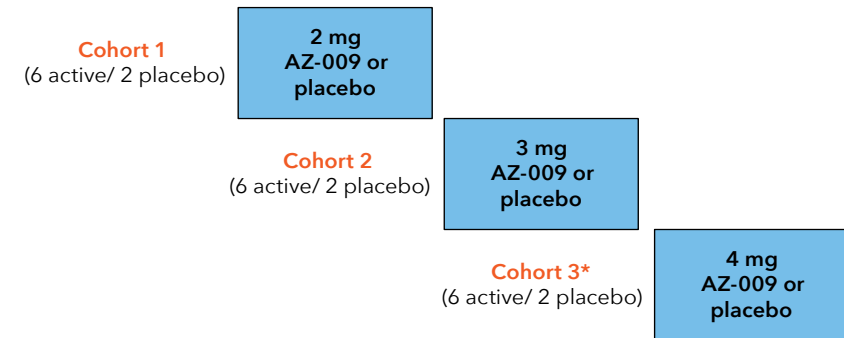 Cohort 1
(6 active/ 2 placebo)
2 mg
AZ-009 or
placebo
Cohort 2
(6 active/ 2 placebo)
3 mg
AZ-009 or
placebo
Cohort 3*
(6 active/ 2 placebo)
4 mg
AZ-009 or
placebo